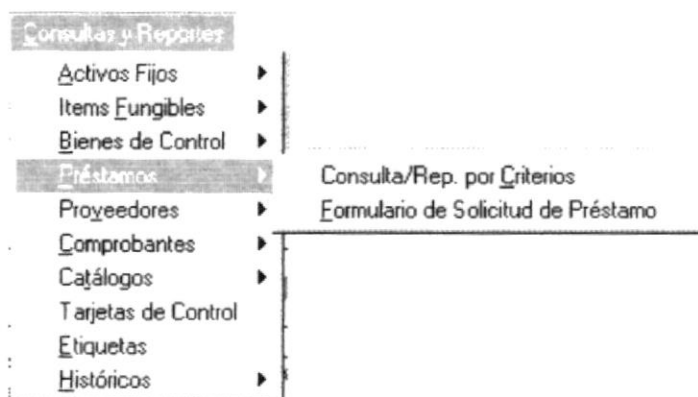 Consultas y Reportes
Activos Fijos
Items Fungibles
Bienes de Control
Préstamos
Consulta/Rep. por Criterios
Proveedores
Formulario de Solicitud de Préstamo
Comprobantes
Catálogos
Tarjetas de Control
Etiquetas
Históricos